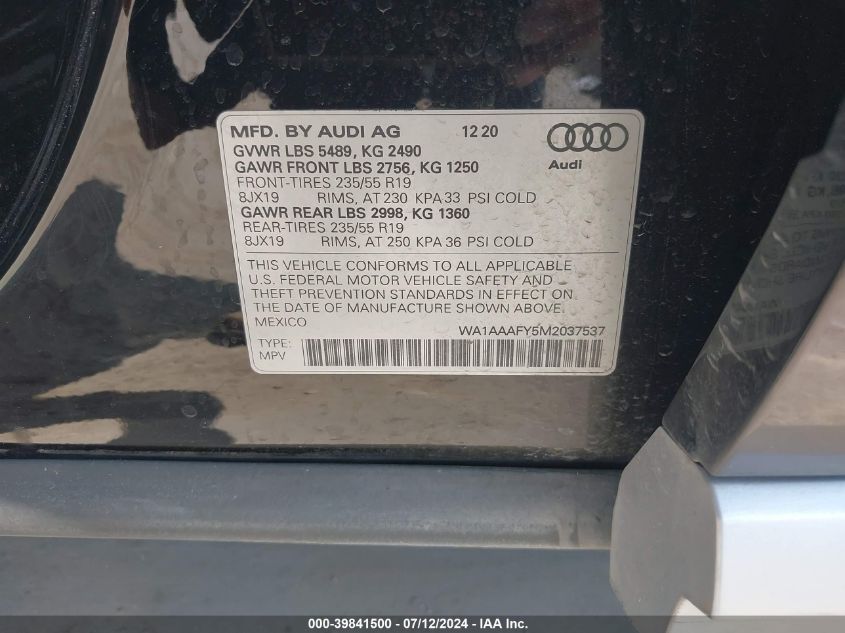 MFD. BY AUDI AG 12 20
GVWR LBS 5489, KG 2490
GAWR FRONT LBS 2756, KG 1250
Audi
FRONT-TIRES 235/55 R19
8JX19 RIMS, AT 230 KPA 33 PSI COLD
GAWR REAR LBS 2998, KG 1360
REAR-TIRES 235/55 R19
8JX19 RIMS, AT 250 KPA 36 PSI COLD
THIS VEHICLE CONFORMS TO ALL APPLICABLE
U.S. FEDERAL MOTOR VEHICLE SAFETY AND
THEFT PREVENTION STANDARDS IN EFFECT ON
THE DATE OF MANUFACTURE SHOWN ABOVE.
MEXICO WA1AAAFY5M2037537
TYPE:
MPV
000-39841500 - 07/12/2024 - IAA Inc.